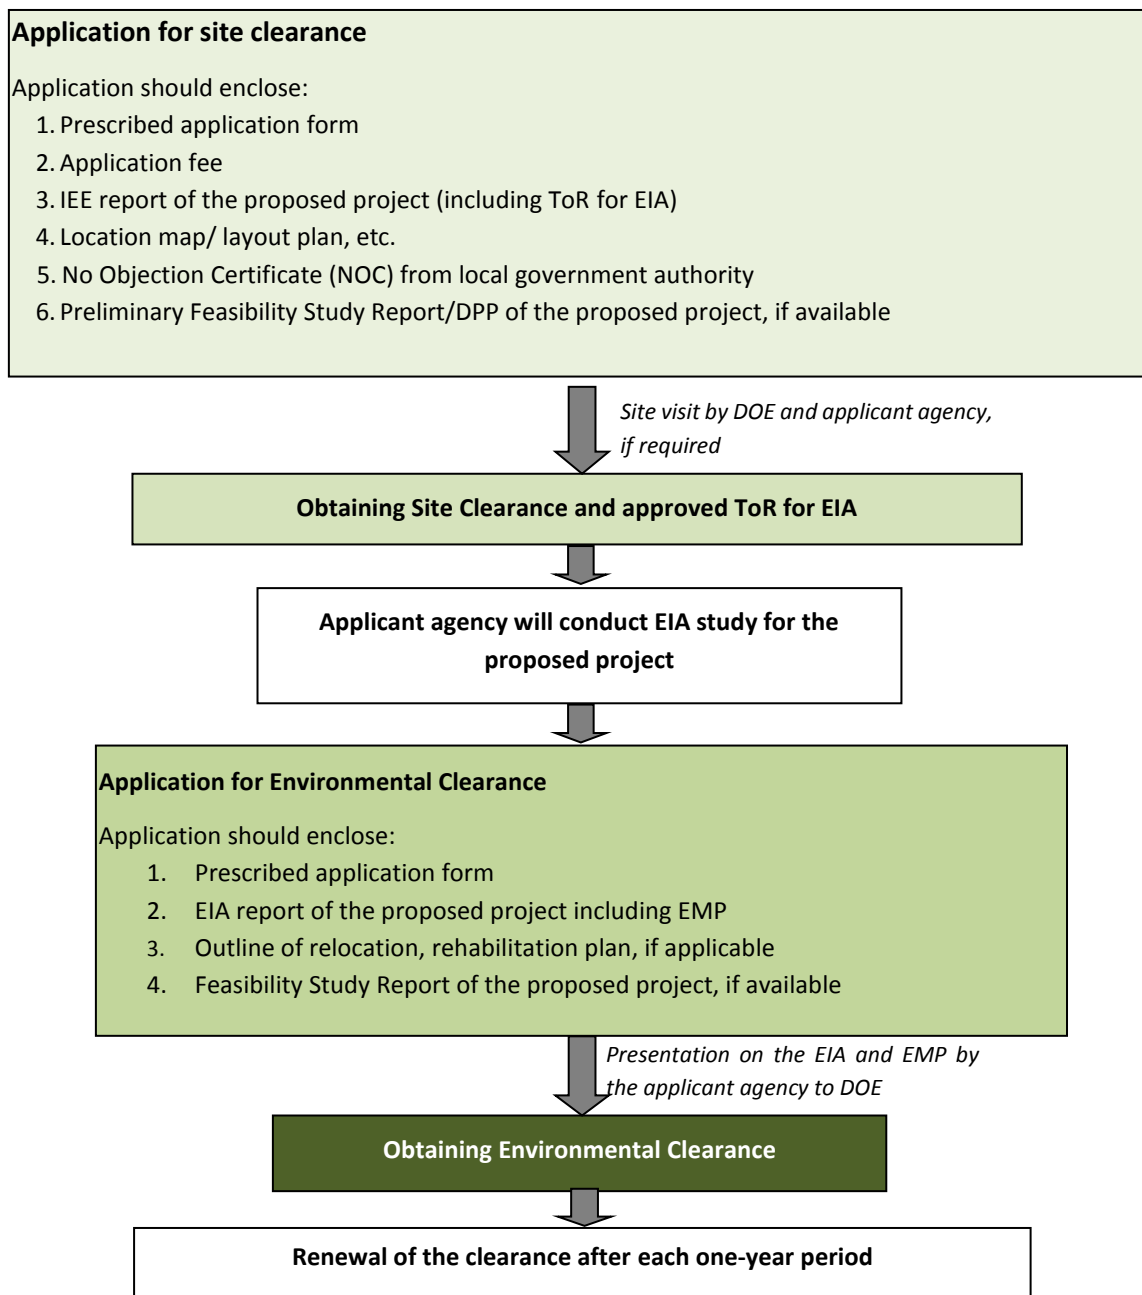 Application for site clearance
Application should enclose:
1. Prescribed application form
2. Application fee
3. IEE report of the proposed project (including ToR for EIA)
4. Location map/ layout plan, etc.
5. No Objection Certificate (NOC) from local government authority
6. Preliminary Feasibility Study Report/DPP of the proposed project, if available
Site visit by DOE and applicant agency,
if required
Obtaining Site Clearance and approved ToR for EIA
Applicant agency will conduct EIA study for the
proposed project
Application for Environmental Clearance
Application should enclose:
1. Prescribed application form
2. EIA report of the proposed project including EMP
3. Outline of relocation, rehabilitation plan, if applicable
4. Feasibility Study Report of the proposed project, if available
Presentation on the EIA and EMP by
the applicant agency to DOE
Obtaining Environmental Clearance
Renewal of the clearance after each one-year period